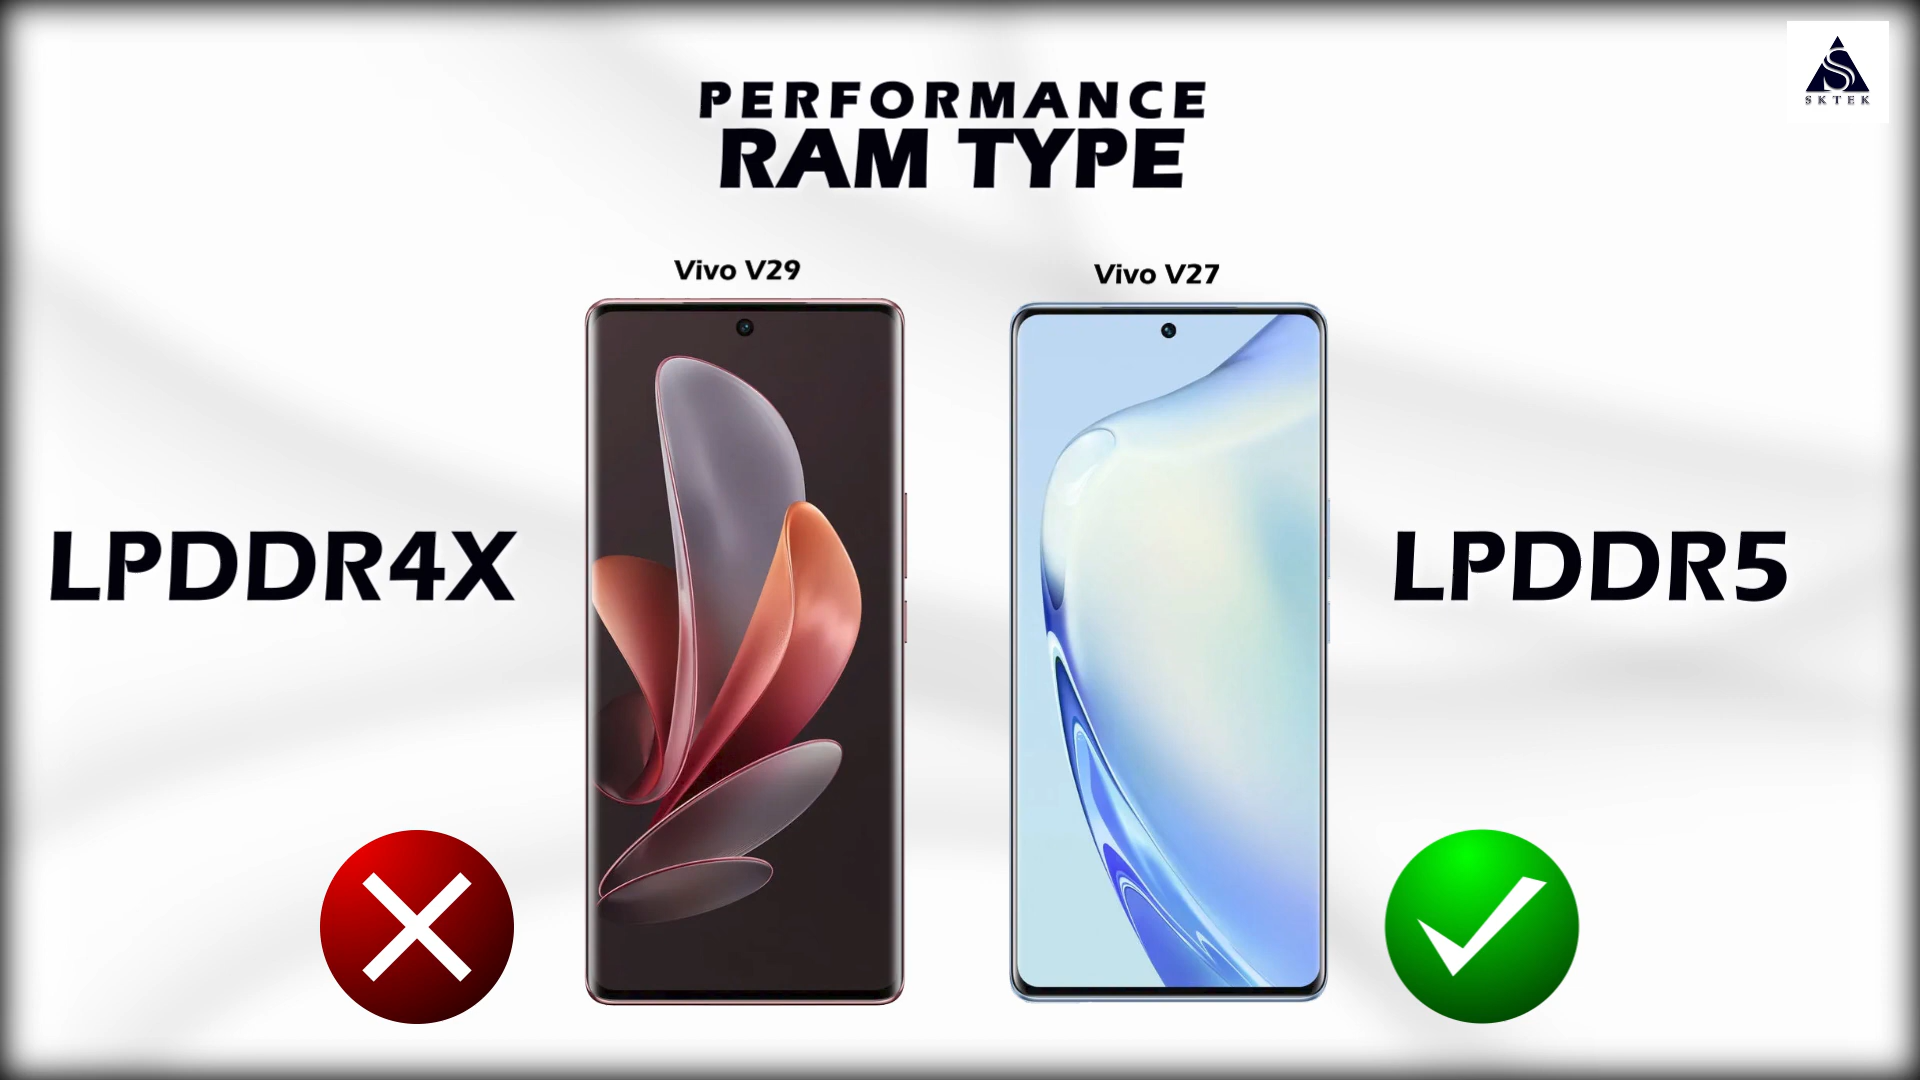 SKTEK
PERFORMANCE
RAM TYPE
Vivo V29
Vivo V27
LPDDR4X
LPDDR5